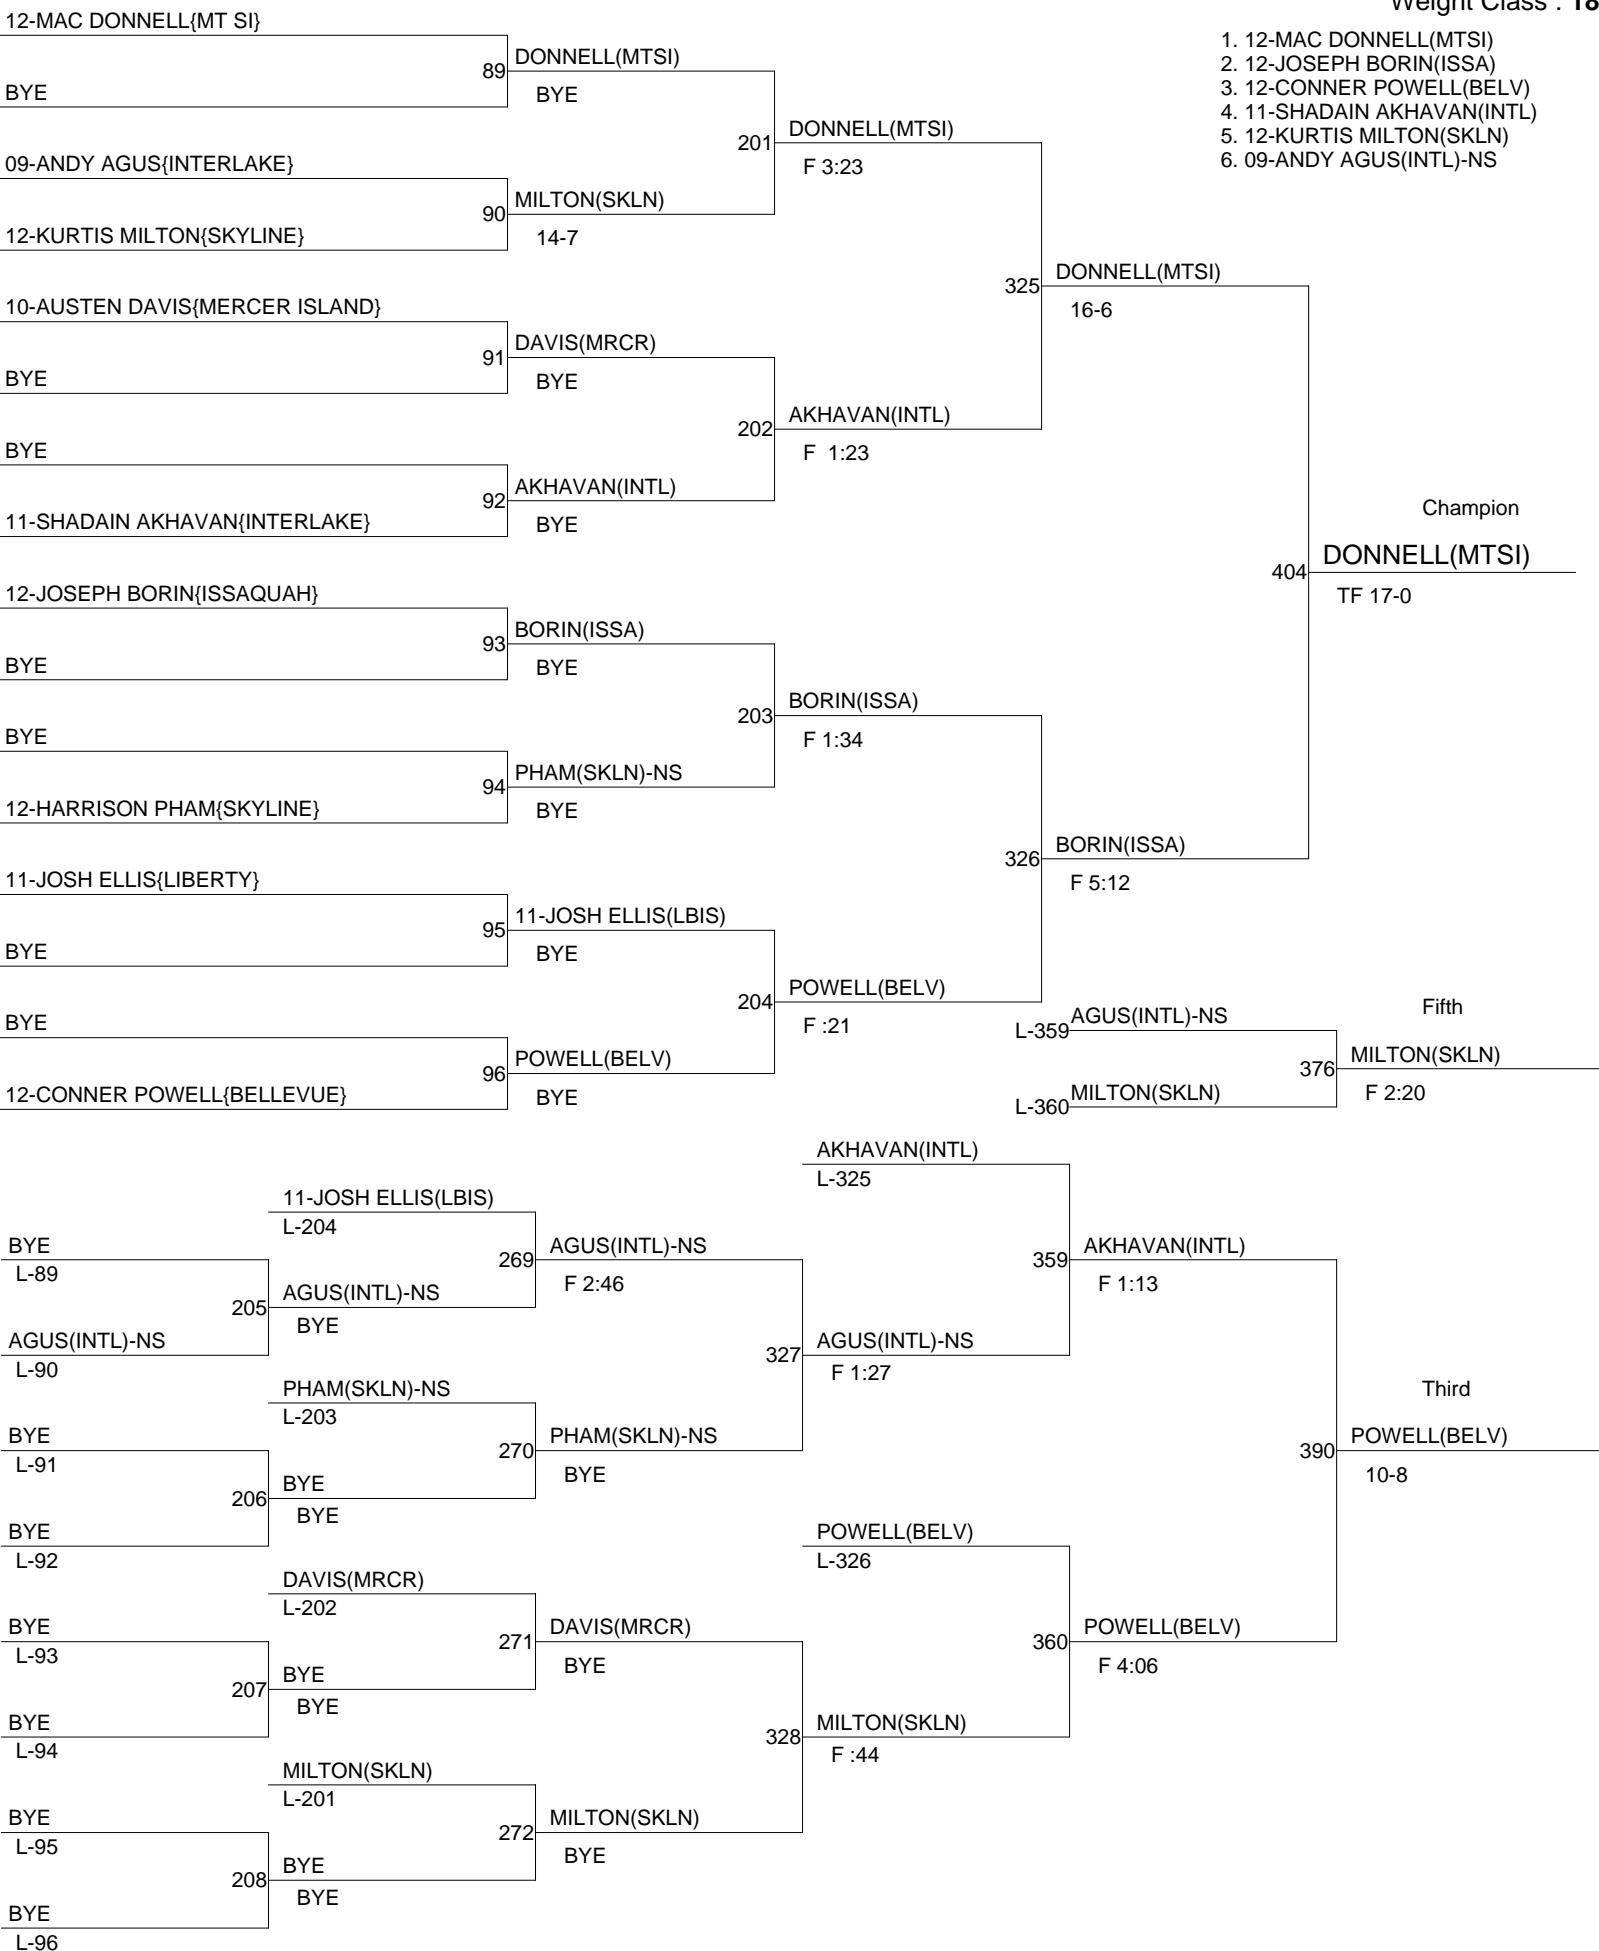 Weight Class : 18
1. 12-MAC DONNELL(MTSI)
2. 12-JOSEPH BORIN(ISSA)
3. 12-CONNER POWELL(BELV)
4. 11-SHADAIN AKHAVAN(INTL)
5. 12-KURTIS MILTON(SKLN)
6. 09-ANDY AGUS(INTL)-NS
12-MAC DONNELL{MT SI}
89
DONNELL(MTSI)
BYE
BYE
201
DONNELL(MTSI)
F 3:23
09-ANDY AGUS{INTERLAKE}
90
MILTON(SKLN)
14-7
12-KURTIS MILTON{SKYLINE}
325
DONNELL(MTSI)
16-6
10-AUSTEN DAVIS{MERCER ISLAND}
91
DAVIS(MRCR)
BYE
BYE
202
AKHAVAN(INTL)
F 1:23
BYE
92
AKHAVAN(INTL)
BYE
11-SHADAIN AKHAVAN{INTERLAKE}
Champion
404
DONNELL(MTSI)
TF 17-0
12-JOSEPH BORIN{ISSAQUAH}
93
BORIN(ISSA)
BYE
BYE
203
BORIN(ISSA)
F 1:34
BYE
94
PHAM(SKLN)-NS
BYE
12-HARRISON PHAM{SKYLINE}
326
BORIN(ISSA)
F 5:12
11-JOSH ELLIS{LIBERTY}
95
11-JOSH ELLIS(LBIS)
BYE
BYE
204
POWELL(BELV)
F :21
BYE
96
POWELL(BELV)
BYE
12-CONNER POWELL{BELLEVUE}
Fifth
L-359
AGUS(INTL)-NS
376
MILTON(SKLN)
F 2:20
L-360
MILTON(SKLN)
AKHAVAN(INTL)
L-325
11-JOSH ELLIS(LBIS)
L-204
BYE
L-89
269
AGUS(INTL)-NS
F 2:46
359
AKHAVAN(INTL)
F 1:13
205
AGUS(INTL)-NS
BYE
AGUS(INTL)-NS
L-90
327
AGUS(INTL)-NS
F 1:27
PHAM(SKLN)-NS
L-203
Third
BYE
L-91
270
PHAM(SKLN)-NS
BYE
390
POWELL(BELV)
10-8
206
BYE
BYE
BYE
L-92
POWELL(BELV)
L-326
DAVIS(MRCR)
L-202
BYE
L-93
271
DAVIS(MRCR)
BYE
360
POWELL(BELV)
F 4:06
207
BYE
BYE
BYE
L-94
328
MILTON(SKLN)
F :44
MILTON(SKLN)
L-201
BYE
L-95
272
MILTON(SKLN)
BYE
208
BYE
BYE
BYE
L-96